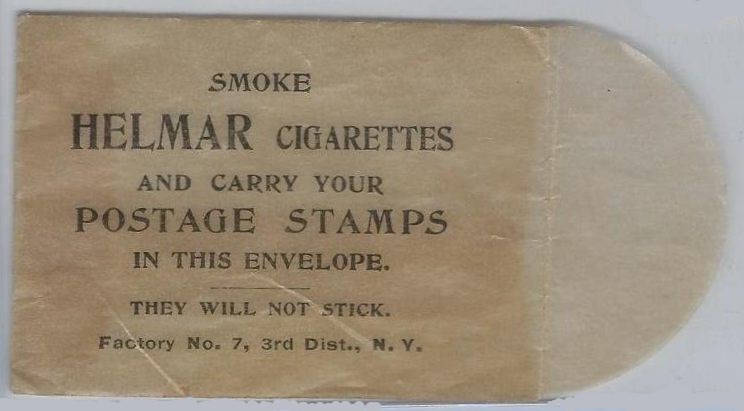 SMOKE
HELMAR CIGARETTES
AND CARRY YOUR
POSTAGE STAMPS
IN THIS ENVELOPE.
THEY WILL NOT STICK.
Factory No. 7, 3rd Dist., N. Y.